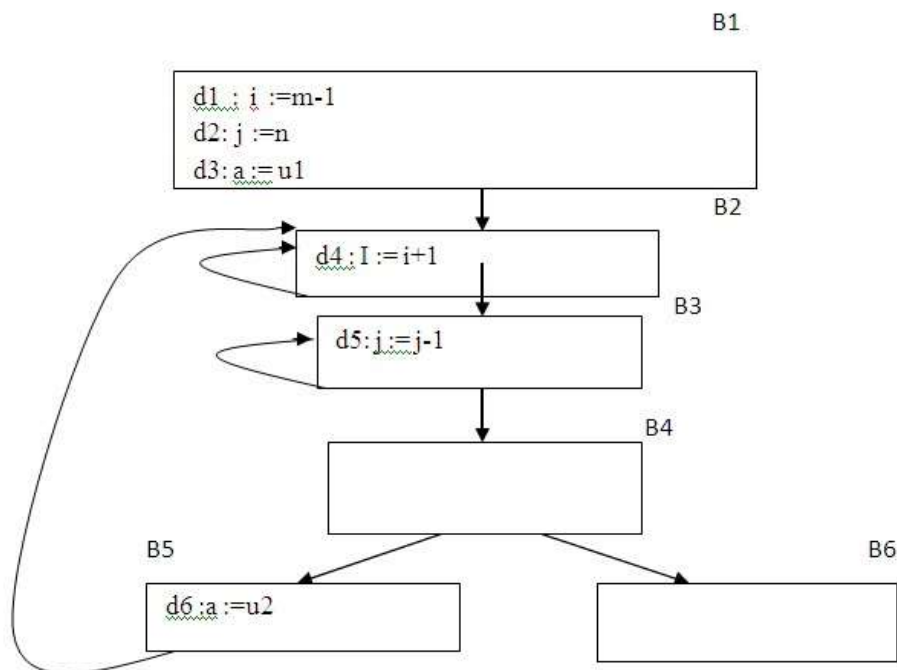 B1
d1 : i :=m-1
d2: j :=n
d3: a := u1
B2
d4 : I := i+1
B3
d5: j := j-1
B4
B5
B6
d6 :a :=u2